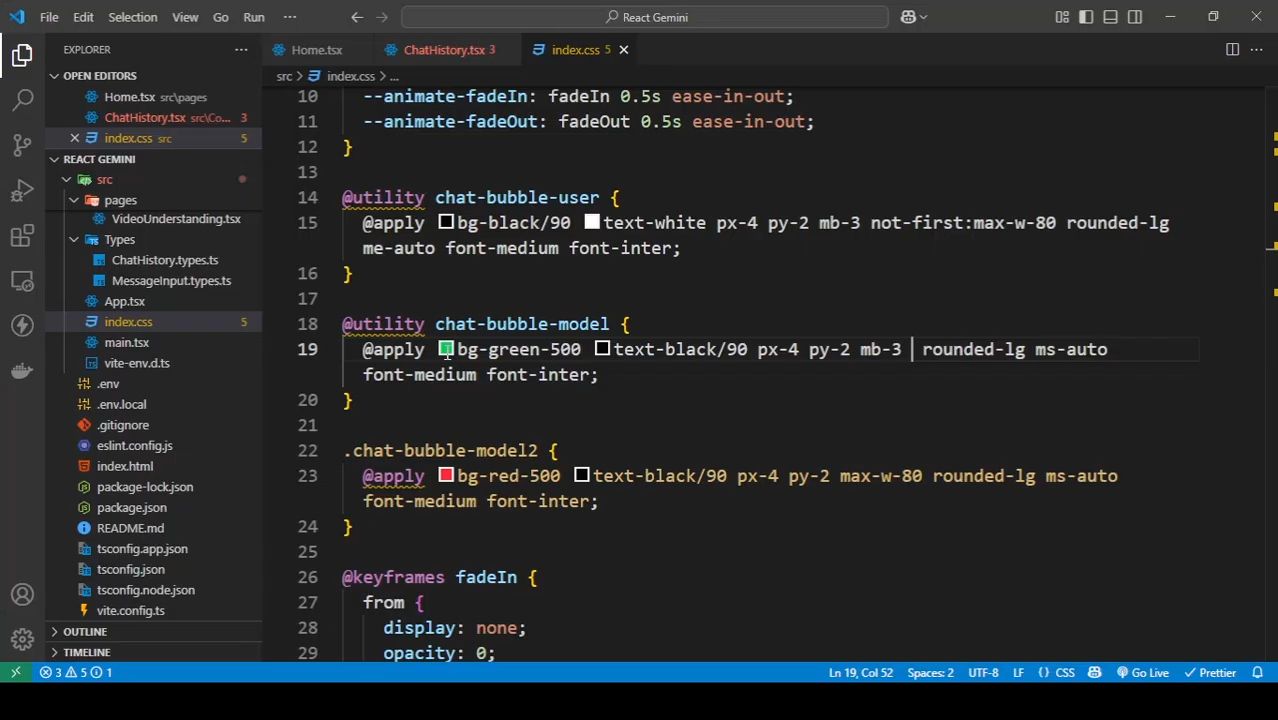 File Edit Selection View Go Run ··· React Gemini
EXPLORER ···
OPEN EDITORS
Home.tsx src\pages
ChatHistory.tsx src\Co... 3
index.css src 5
REACT GEMINI
src
pages
VideoUnderstanding.tsx
Types
ChatHistory.types.ts
MessageInput.types.ts
App.tsx
index.css 5
main.tsx
vite-env.d.ts
.env
.env.local
.gitignore
eslint.config.js
index.html
package-lock.json
package.json
README.md
tsconfig.app.json
tsconfig.json
tsconfig.node.json
vite.config.ts
OUTLINE
TIMELINE
Home.tsx ChatHistory.tsx 3 index.css 5
src > index.css > ...
10 --animate-fadeIn: fadeIn 0.5s ease-in-out;
11 --animate-fadeOut: fadeOut 0.5s ease-in-out;
12 }
13
14 @utility chat-bubble-user {
15 @apply bg-black/90 text-white px-4 py-2 mb-3 not-first:max-w-80 rounded-lg
me-auto font-medium font-inter;
16 }
17
18 @utility chat-bubble-model {
19 @apply bg-green-500 text-black/90 px-4 py-2 mb-3 rounded-lg ms-auto
font-medium font-inter;
20 }
21
22 .chat-bubble-model2 {
23 @apply bg-red-500 text-black/90 px-4 py-2 max-w-80 rounded-lg ms-auto
font-medium font-inter;
24 }
25
26 @keyframes fadeIn {
27 from {
28 display: none;
29 opacity: 0;
3 5 1 Ln 19, Col 52 Spaces: 2 UTF-8 LF {} CSS Go Live Prettier